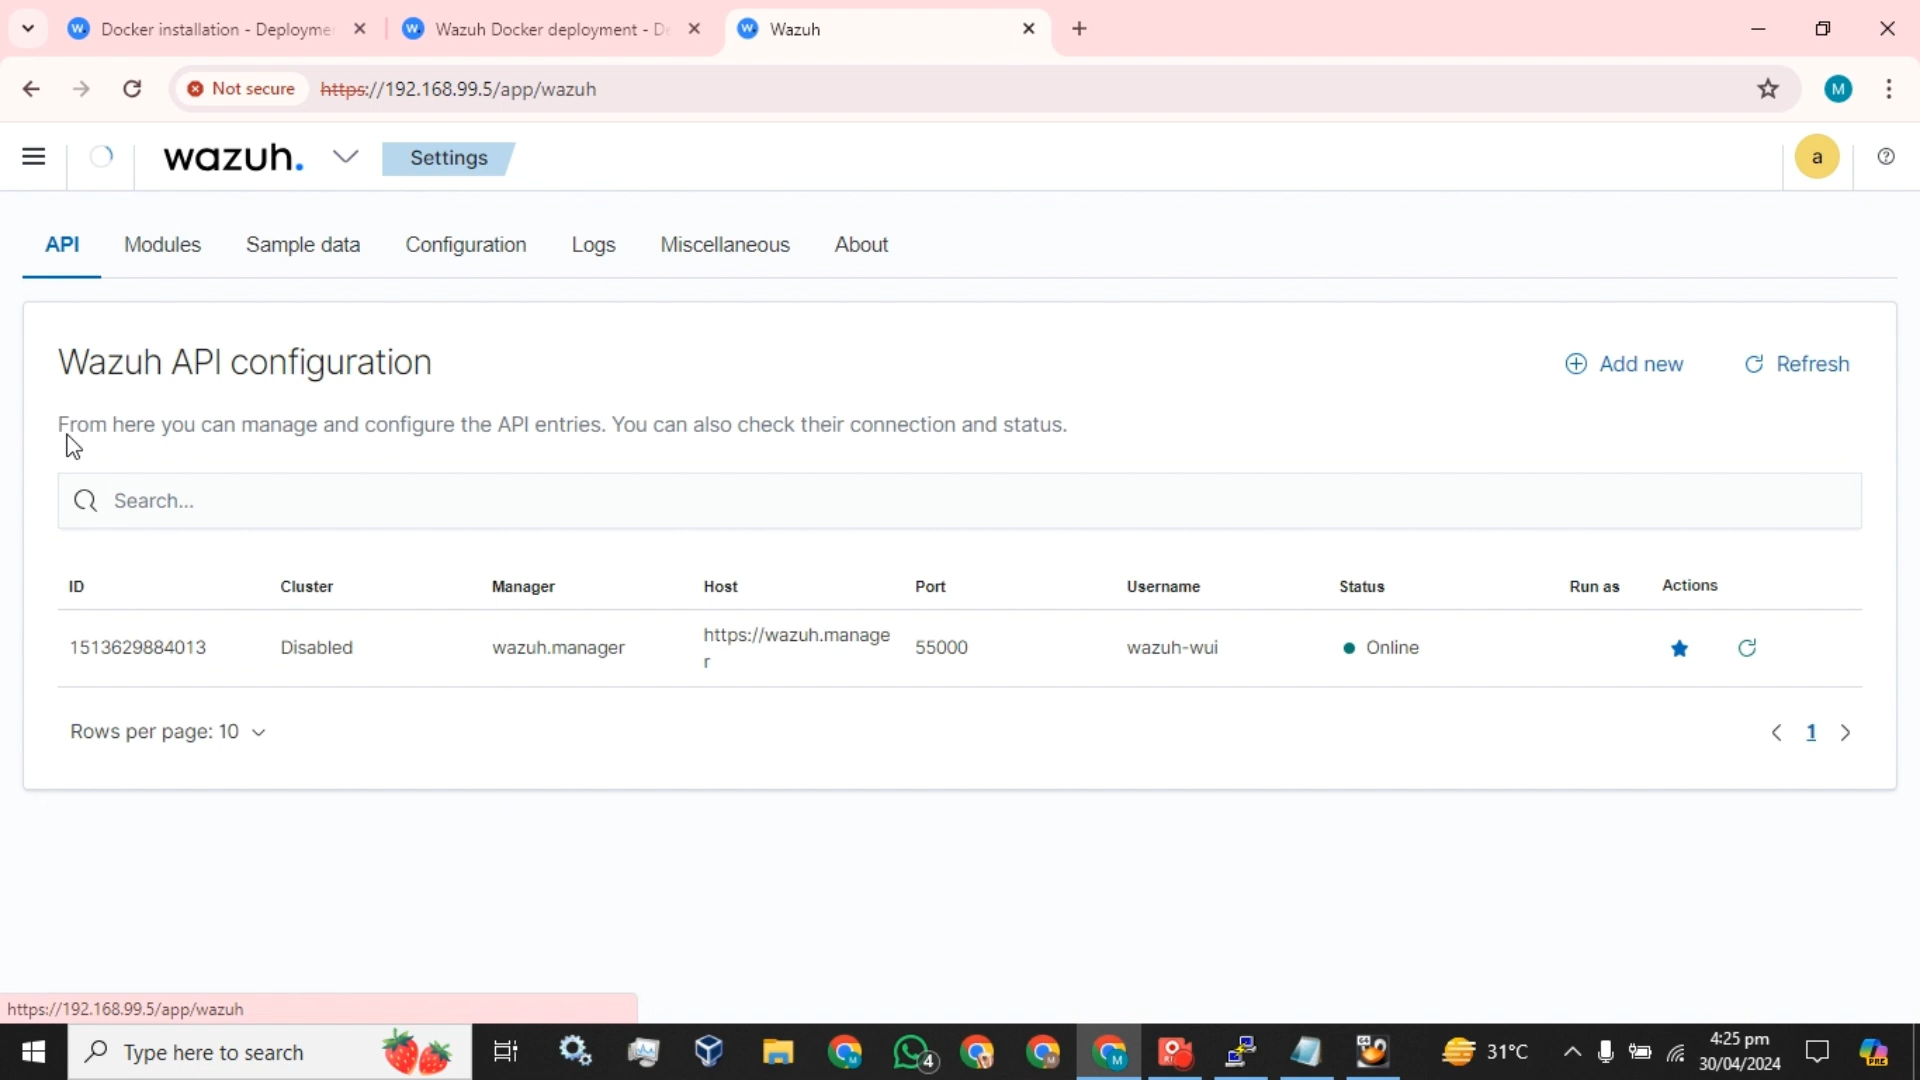 Docker installation - Deployme
Wazuh Docker deployment - De
Wazuh
Not secure
https://192.168.99.5/app/wazuh
M
wazuh.
Settings
a
API
Modules
Sample data
Configuration
Logs
Miscellaneous
About
Wazuh API configuration
Add new
Refresh
From here you can manage and configure the API entries. You can also check their connection and status.
Search...
ID
Cluster
Manager
Host
Port
Username
Status
Run as
Actions
1513629884013
Disabled
wazuh.manager
https://wazuh.manage
r
55000
wazuh-wui
Online
Rows per page: 10
1
https://192.168.99.5/app/wazuh
Type here to search
4
M
31°C
4:25 pm
30/04/2024
PRE